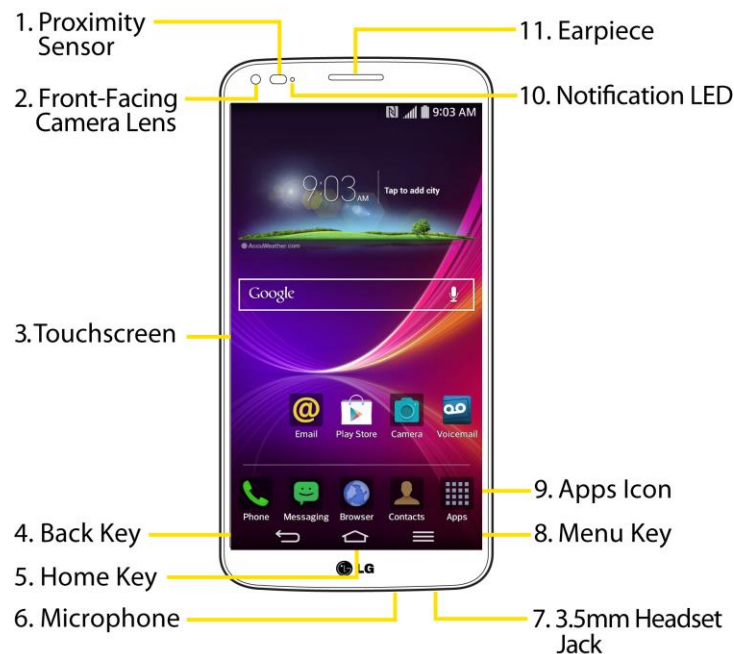 1. Proximity
Sensor
2. Front-Facing
Camera Lens
3.Touchscreen
4. Back Key
5. Home Key
6. Microphone
11. Earpiece
10. Notification LED
9. Apps Icon
8. Menu Key
7. 3.5mm Headset
Jack
9:03 AM
9:03 AM
Tap to add city
AccuWeather.com
Google
@
Email
Play Store
Camera
Voicemail
Phone
Messaging
Browser
Contacts
Apps
LG